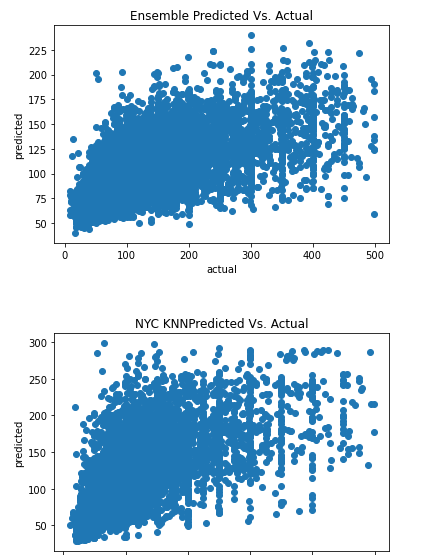 Ensemble Predicted Vs. Actual
225
200
175
150
125
100
75
50
predicted
0 100 200 300 400 500
actual
NYC KNNPredicted Vs. Actual
300
250
200
150
100
50
predicted